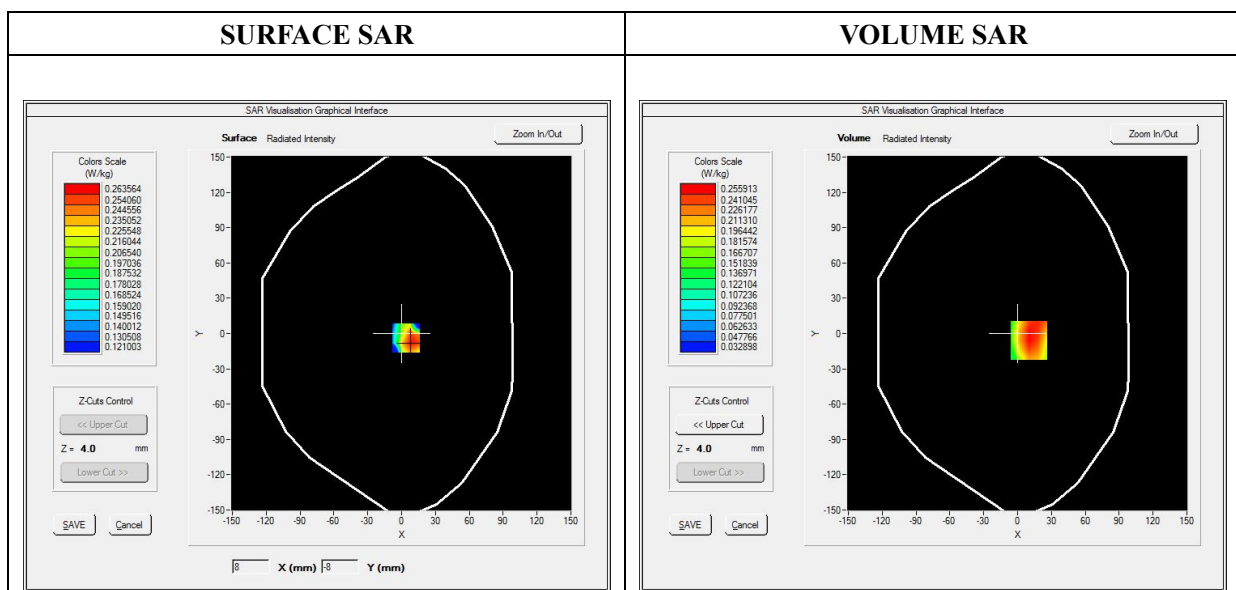 SURFACE SAR
VOLUME SAR
SAR Visualisation Graphical Interface
Surface Radiated Intensity
Zoom In/Out
Colors Scale
(W/kg)
0.263564
0.254060
0.244556
0.235052
0.225548
0.216044
0.206540
0.197036
0.187532
0.178028
0.168524
0.159020
0.149516
0.140012
0.130508
0.121003
Z-Cuts Control
<< Upper Cut
Z = 4.0 mm
Lower Cut >>
SAVE Cancel
150
120
90
60
30
0
-30
-60
-90
-120
-150
Y
-150 -120 -90 -60 -30 0 30 60 90 120 150
X
8 X (mm) -8 Y (mm)
SAR Visualisation Graphical Interface
Volume Radiated Intensity
Zoom In/Out
Colors Scale
(W/kg)
0.255913
0.241045
0.226177
0.211310
0.196442
0.181574
0.166707
0.151839
0.136971
0.122104
0.107236
0.092368
0.077501
0.062633
0.047766
0.032898
Z-Cuts Control
<< Upper Cut
Z = 4.0 mm
Lower Cut >>
SAVE Cancel
150
120
90
60
30
0
-30
-60
-90
-120
-150
Y
-150 -120 -90 -60 -30 0 30 60 90 120 150
X